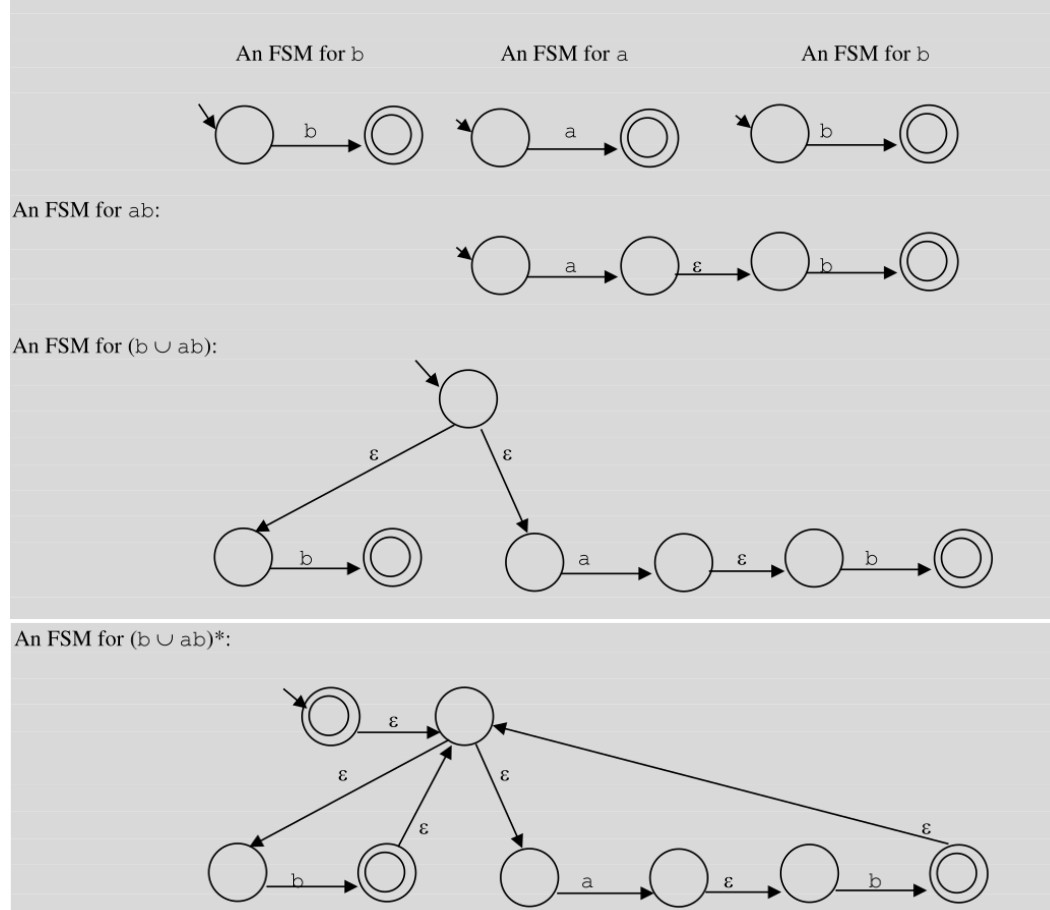 An FSM for b An FSM for a An FSM for b
b a b
An FSM for ab:
a ε b
An FSM for (b ∪ ab):
ε ε
b a ε b
An FSM for (b ∪ ab)*:
ε
ε ε
ε ε
b a ε b